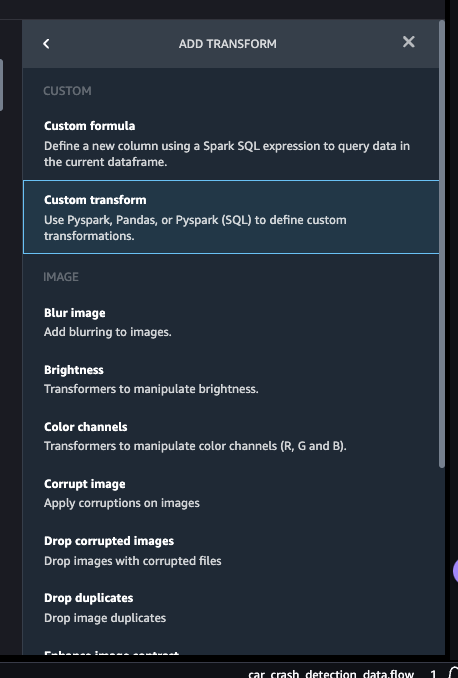 ADD TRANSFORM
CUSTOM
Custom formula
Define a new column using a Spark SQL expression to query data in
the current dataframe.
Custom transform
Use Pyspark, Pandas, or Pyspark (SQL) to define custom
transformations.
IMAGE
Blur image
Add blurring to images.
Brightness
Transformers to manipulate brightness.
Color channels
Transformers to manipulate color channels (R, G and B).
Corrupt image
Apply corruptions on images
Drop corrupted images
Drop images with corrupted files
Drop duplicates
Drop image duplicates
Enhance image contrast
car_crash_detection_data.flow 1